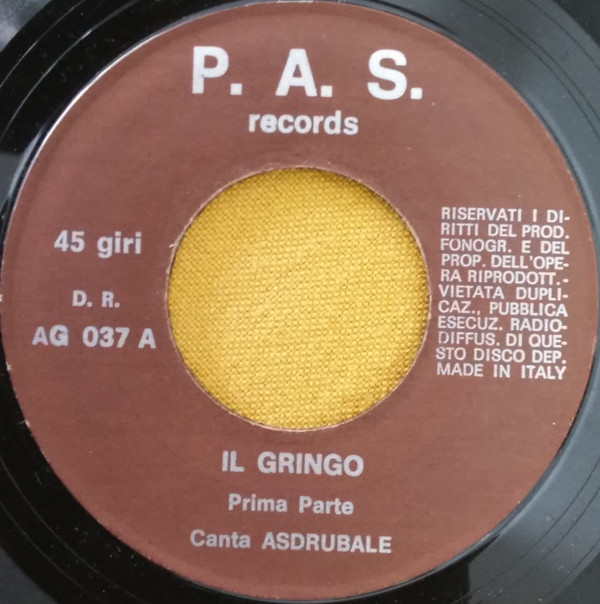 P. A. S.
records
45 giri
D. R.
AG 037 A
RISERVATI I DI-
RITTI DEL PROD.
FONOGR. E DEL
PROP. DELL'OPE-
RA RIPRODOTT.-
VIETATA DUPLI-
CAZ., PUBBLICA
ESECUZ. RADIO-
DIFFUS. DI QUE-
STO DISCO DEP.
MADE IN ITALY
IL GRINGO
Prima Parte
Canta ASDRUBALE